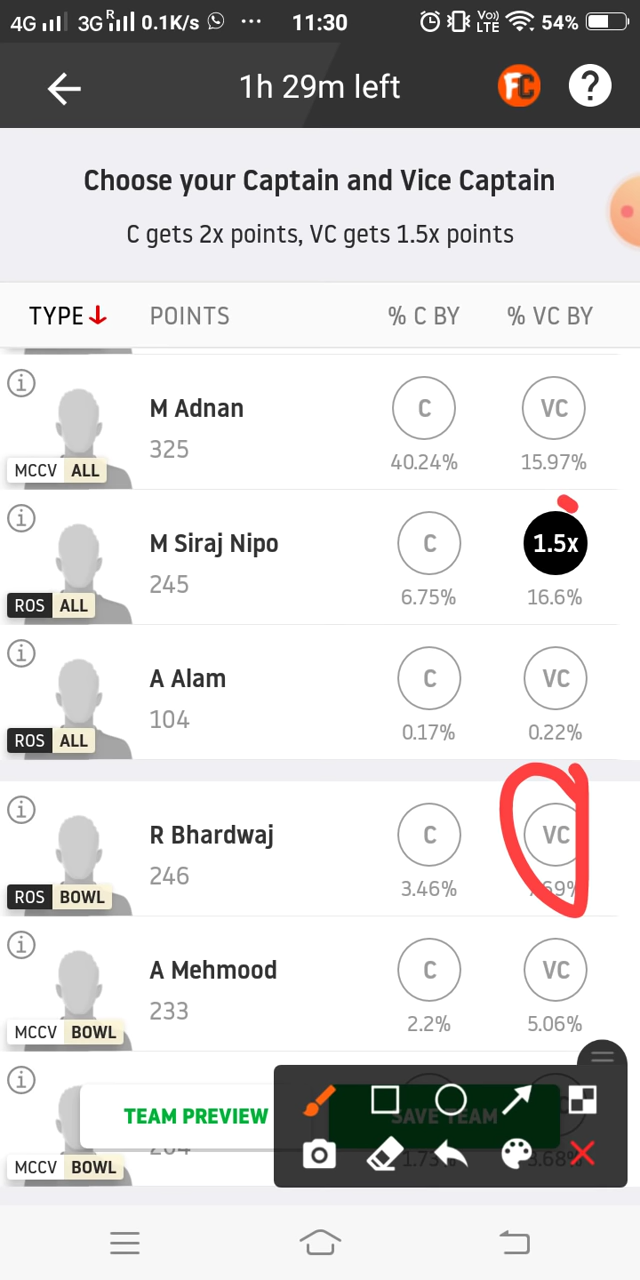 4G 3G R 0.1K/s ... 11:30 Vo) LTE 54%
1h 29m left FC ?
Choose your Captain and Vice Captain
C gets 2x points, VC gets 1.5x points
TYPE POINTS % C BY % VC BY
i M Adnan C VC
325
MCCV ALL 40.24% 15.97%
i M Siraj Nipo C 1.5x
245
ROS ALL 6.75% 16.6%
i A Alam C VC
104
ROS ALL 0.17% 0.22%
i R Bhardwaj C VC
246
ROS BOWL 3.46%
i A Mehmood C VC
233
MCCV BOWL 2.2% 5.06%
i
TEAM PREVIEW SAVE TEAM
MCCV BOWL 1.73% 3.68%